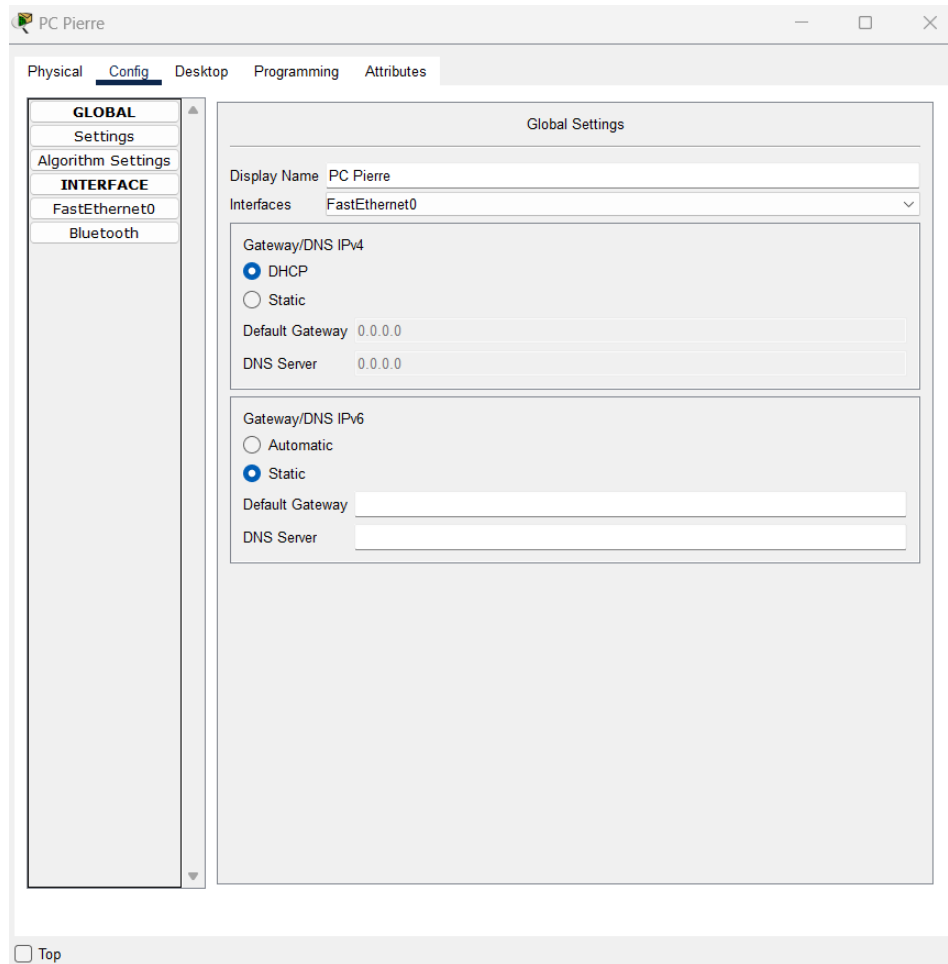 PC Pierre
Physical Config Desktop Programming Attributes
GLOBAL
Settings
Algorithm Settings
INTERFACE
FastEthernet0
Bluetooth
Global Settings
Display Name PC Pierre
Interfaces FastEthernet0
Gateway/DNS IPv4
DHCP
Static
Default Gateway 0.0.0.0
DNS Server 0.0.0.0
Gateway/DNS IPv6
Automatic
Static
Default Gateway
DNS Server
Top